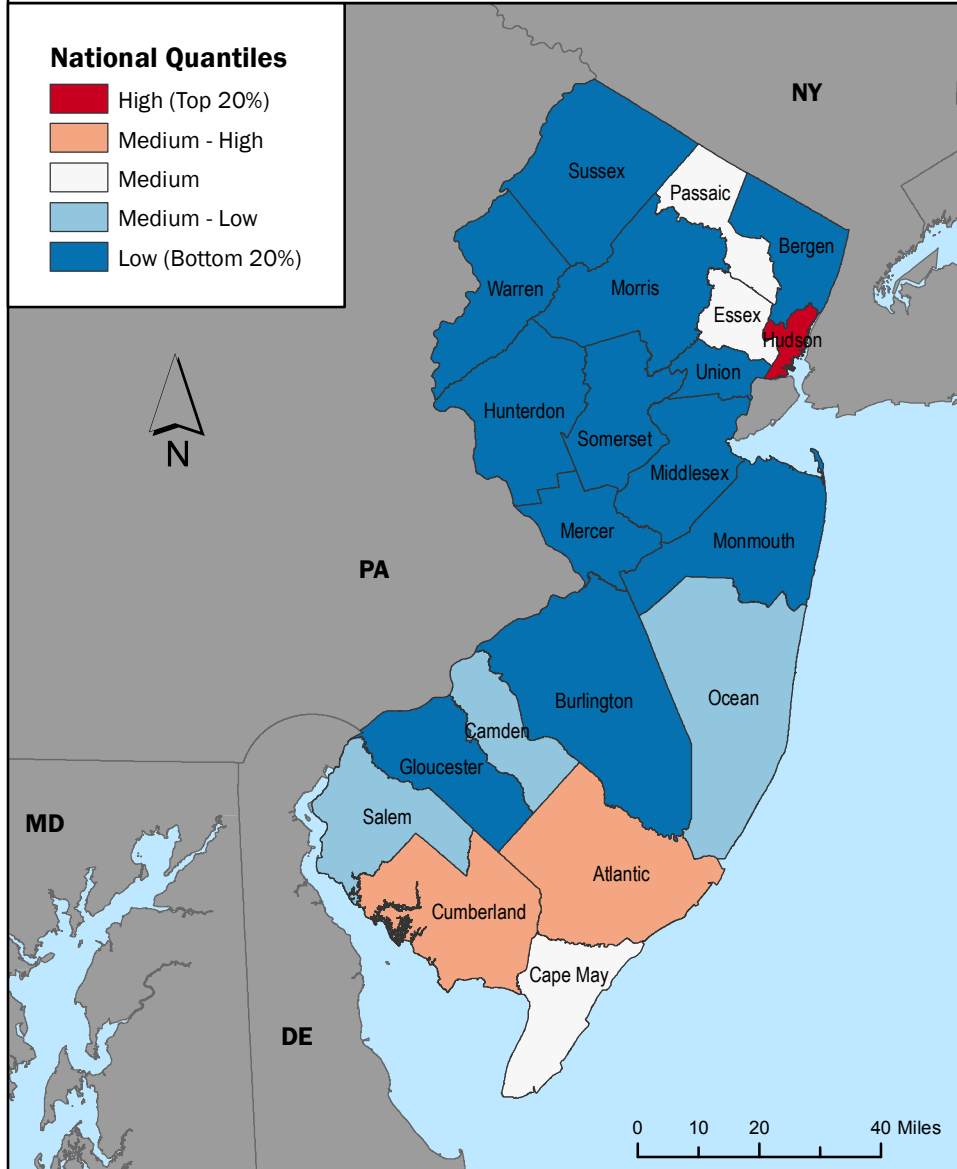 National Quantiles
High (Top 20%)
Medium - High
Medium
Medium - Low
Low (Bottom 20%)
NY
Sussex
Passaic
Bergen
Warren
Morris
Essex
Hudson
Union
Hunterdon
Somerset
Middlesex
N
Mercer
Monmouth
PA
Burlington
Ocean
Camden
Gloucester
Salem
MD
Atlantic
Cumberland
Cape May
DE
0 10 20 40 Miles